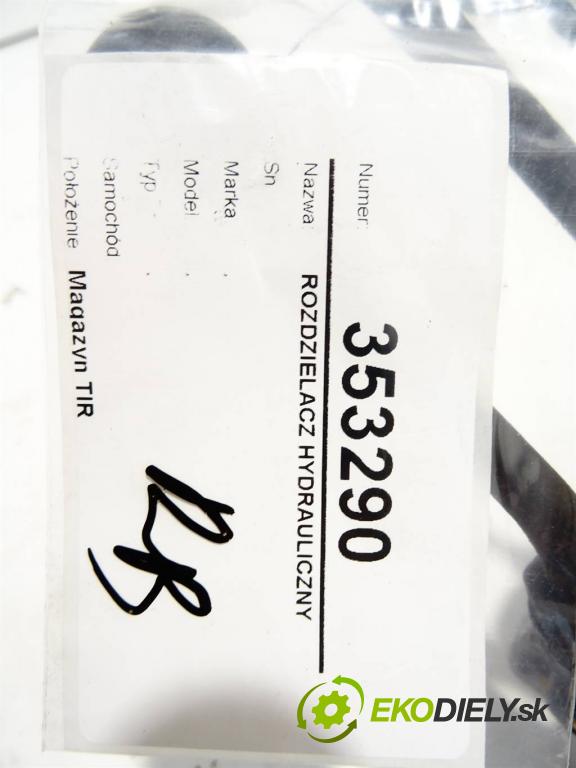 Numer: 353290
Nazwa: ROZDZIELACZ HYDRAULICZNY
Sn
Marka
Model
Typ
Samochód
Położenie Magazyn TIR
EKODIELY.sk